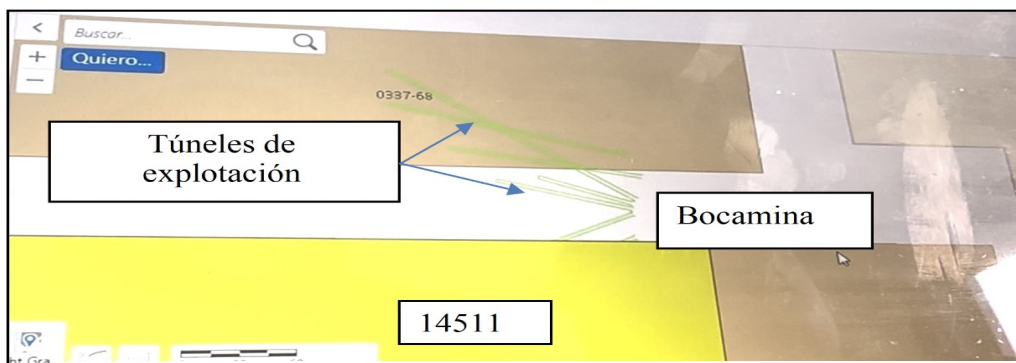 <
Buscar...
+
Quiero...
–
0337-68
Túneles de
explotación
Bocamina
14511